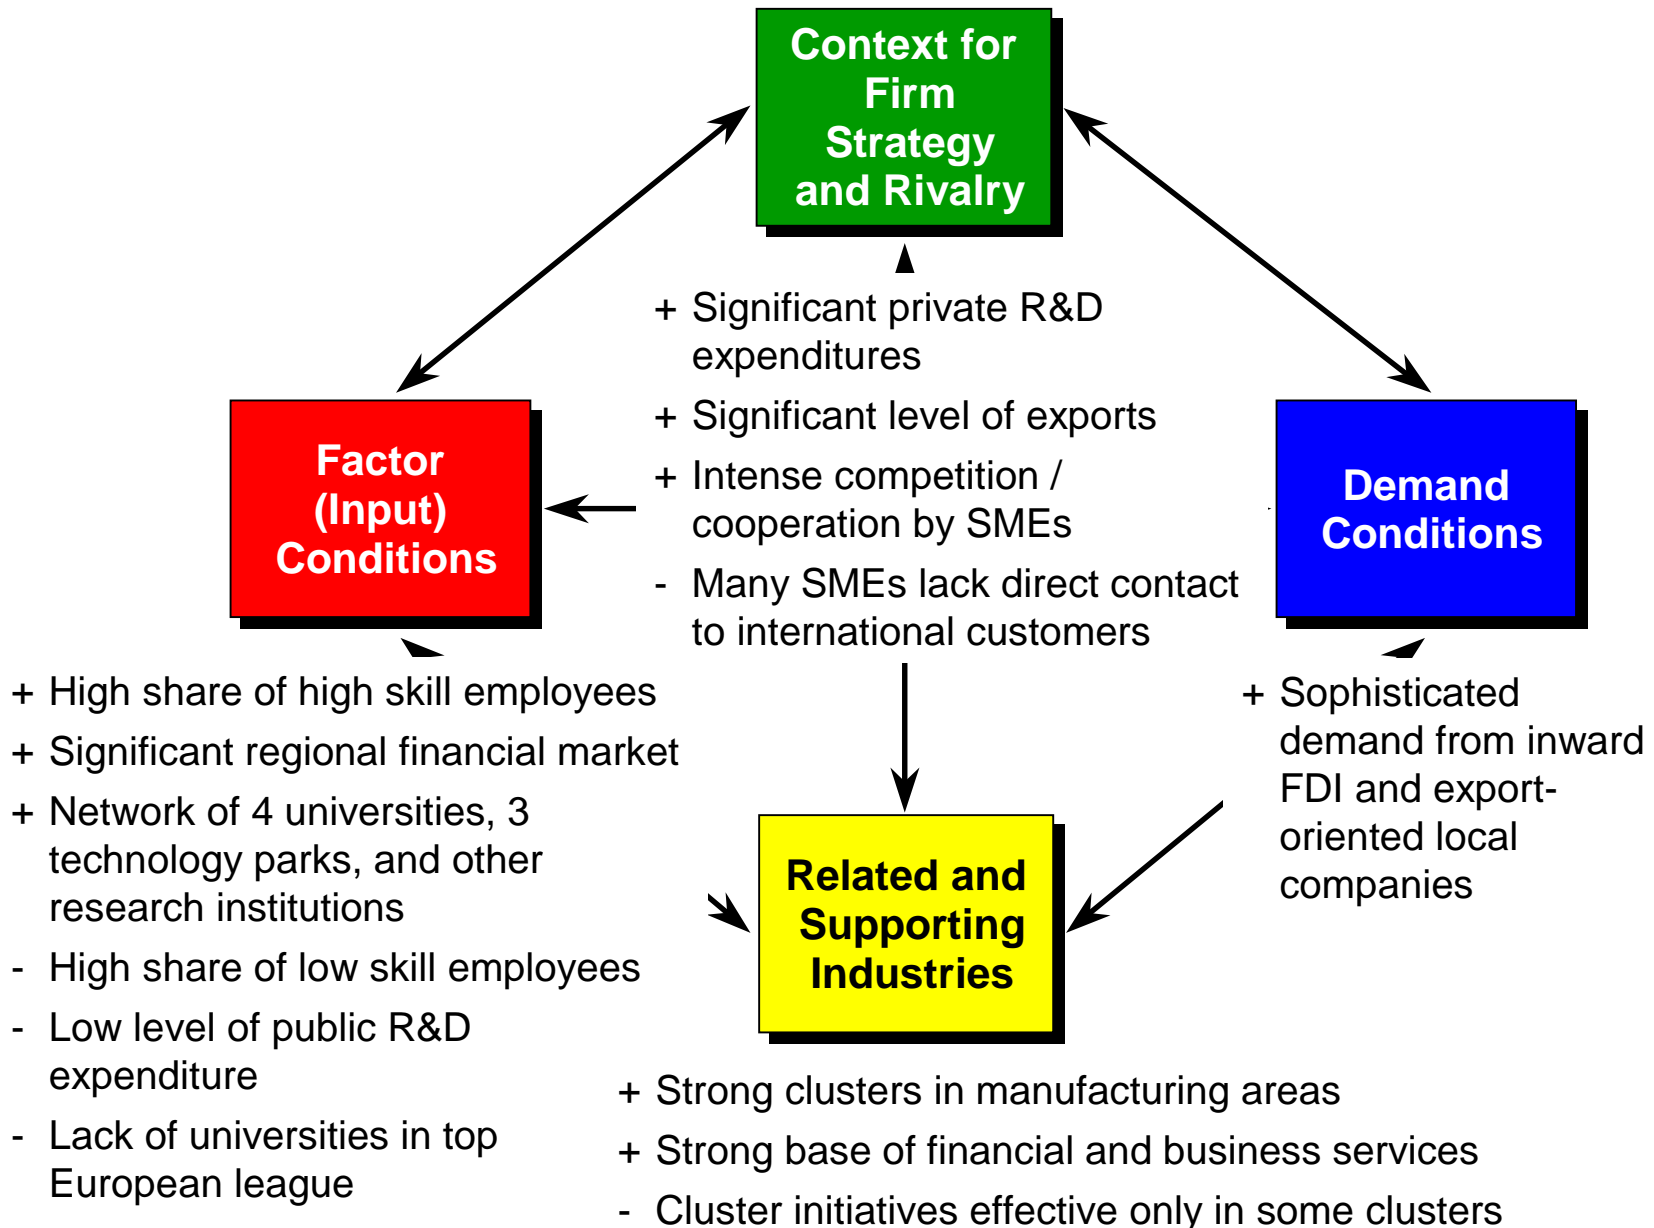 Context for
Firm
Strategy
and Rivalry
+ Significant private R&D
expenditures
+ Significant level of exports
+ Intense competition /
cooperation by SMEs
- Many SMEs lack direct contact
to international customers
Factor
(Input)
Conditions
Demand
Conditions
+ High share of high skill employees
+ Significant regional financial market
+ Network of 4 universities, 3
technology parks, and other
research institutions
- High share of low skill employees
- Low level of public R&D
expenditure
- Lack of universities in top
European league
+ Sophisticated
demand from inward
FDI and export-
oriented local
companies
Related and
Supporting
Industries
+ Strong clusters in manufacturing areas
+ Strong base of financial and business services
- Cluster initiatives effective only in some clusters